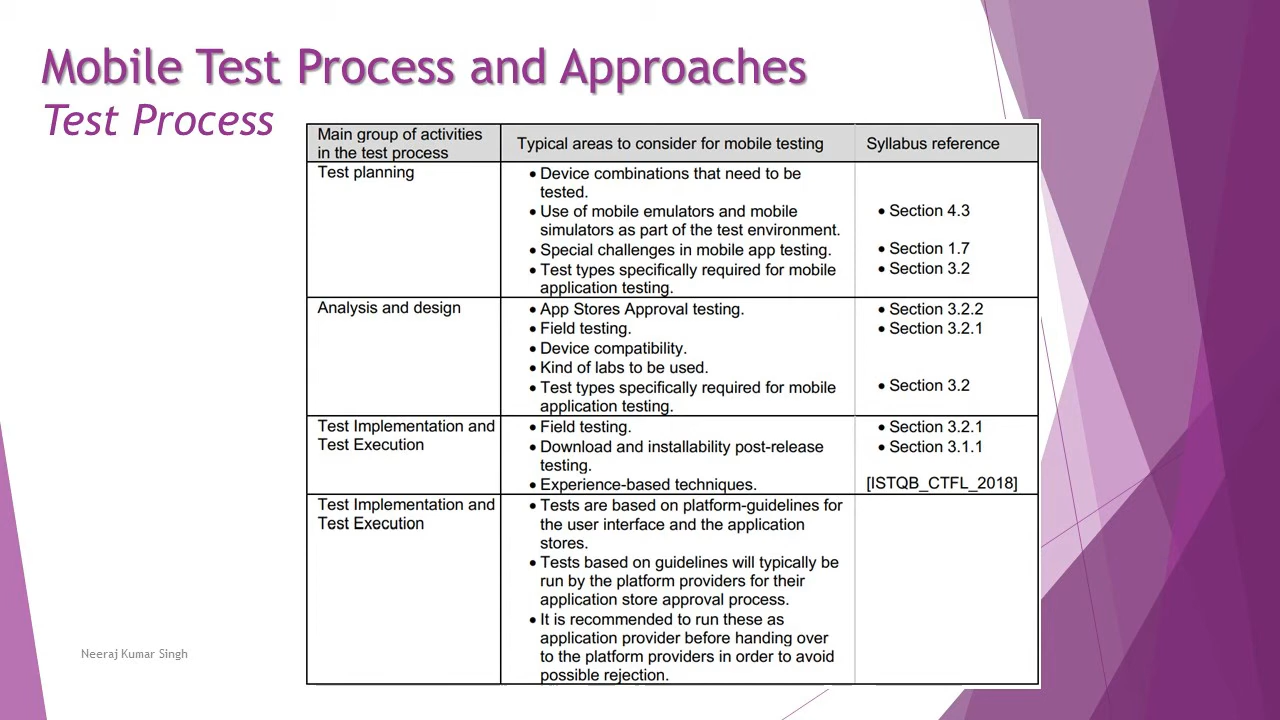 Mobile Test Process and Approaches
Test Process
Main group of activities
in the test process
Typical areas to consider for mobile testing
Syllabus reference
Test planning
• Device combinations that need to be
tested.
• Use of mobile emulators and mobile
simulators as part of the test environment.
• Special challenges in mobile app testing.
• Test types specifically required for mobile
application testing.
• Section 4.3
• Section 1.7
• Section 3.2
Analysis and design
• App Stores Approval testing.
• Field testing.
• Device compatibility.
• Kind of labs to be used.
• Test types specifically required for mobile
application testing.
• Section 3.2.2
• Section 3.2.1
• Section 3.2
Test Implementation and
Test Execution
• Field testing.
• Download and installability post-release
testing.
• Experience-based techniques.
• Section 3.2.1
• Section 3.1.1
[ISTQB_CTFL_2018]
Test Implementation and
Test Execution
• Tests are based on platform-guidelines for
the user interface and the application
stores.
• Tests based on guidelines will typically be
run by the platform providers for their
application store approval process.
• It is recommended to run these as
application provider before handing over
to the platform providers in order to avoid
possible rejection.
Neeraj Kumar Singh